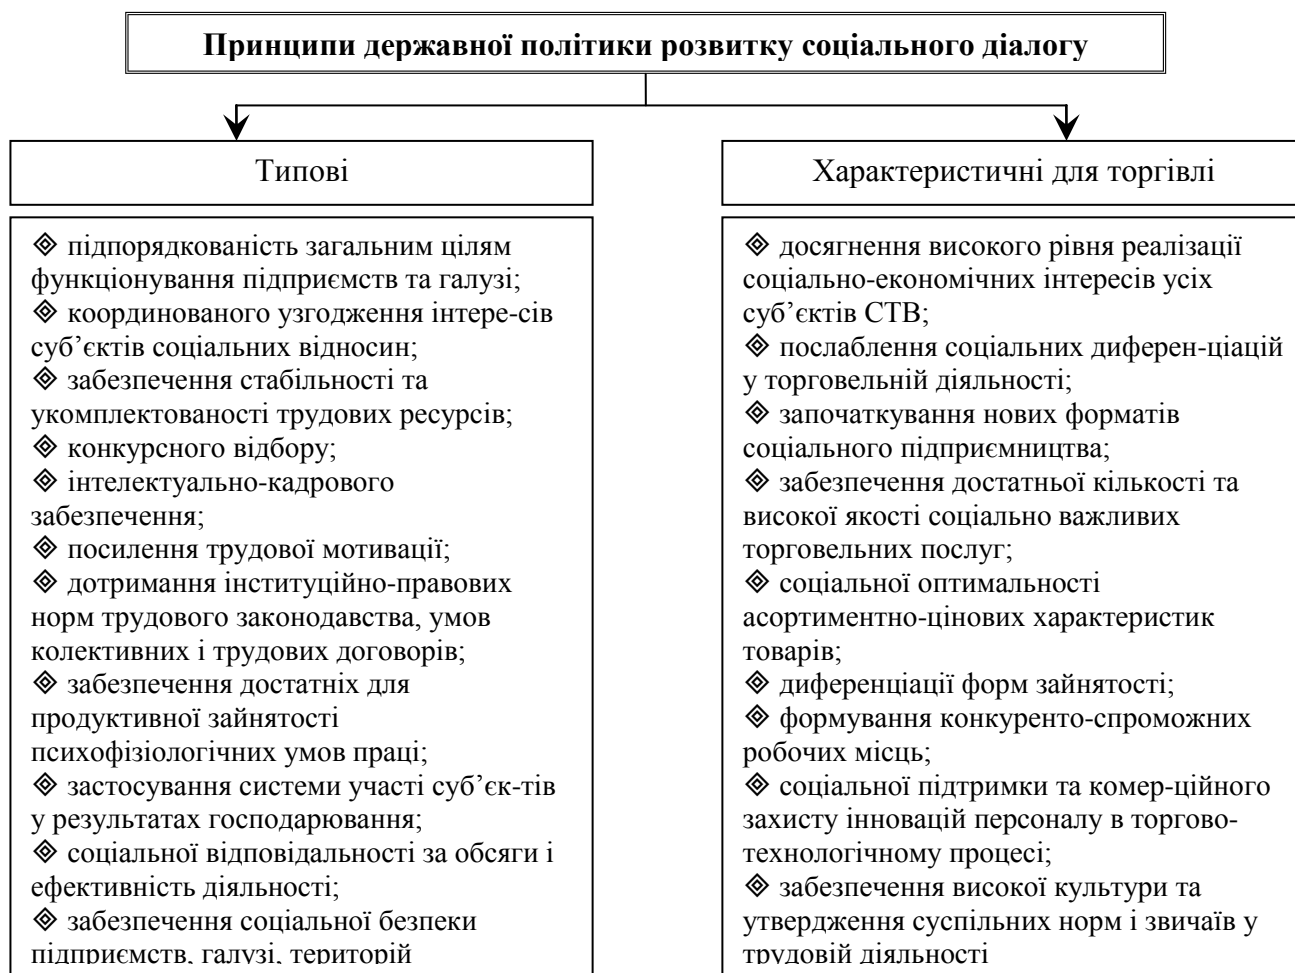 Принципи державної політики розвитку соціального діалогу
Типові
◈ підпорядкованість загальним цілям
функціонування підприємств та галузі;
◈ координованого узгодження інтере-сів
суб’єктів соціальних відносин;
◈ забезпечення стабільності та
укомплектованості трудових ресурсів;
◈ конкурсного відбору;
◈ інтелектуально-кадрового
забезпечення;
◈ посилення трудової мотивації;
◈ дотримання інституційно-правових
норм трудового законодавства, умов
колективних і трудових договорів;
◈ забезпечення достатніх для
продуктивної зайнятості
психофізіологічних умов праці;
◈ застосування системи участі суб’єк-тів
у результатах господарювання;
◈ соціальної відповідальності за обсяги і
ефективність діяльності;
◈ забезпечення соціальної безпеки
підприємств, галузі, територій
Характеристичні для торгівлі
◈ досягнення високого рівня реалізації
соціально-економічних інтересів усіх
суб’єктів СТВ;
◈ послаблення соціальних диферен-ціацій
у торговельній діяльності;
◈ започаткування нових форматів
соціального підприємництва;
◈ забезпечення достатньої кількості та
високої якості соціально важливих
торговельних послуг;
◈ соціальної оптимальності
асортиментно-цінових характеристик
товарів;
◈ диференціації форм зайнятості;
◈ формування конкуренто-спроможних
робочих місць;
◈ соціальної підтримки та комер-ційного
захисту інновацій персоналу в торгово-
технологічному процесі;
◈ забезпечення високої культури та
утвердження суспільних норм і звичаїв у
трудовій діяльності